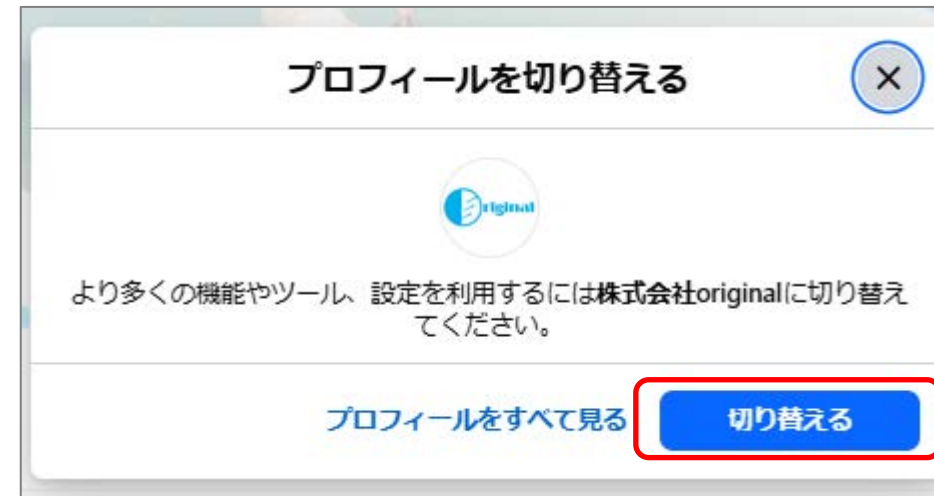 プロフィールを切り替える
Original
より多くの機能やツール、設定を利用するには株式会社originalに切り替え
てください。
プロフィールをすべて見る 切り替える